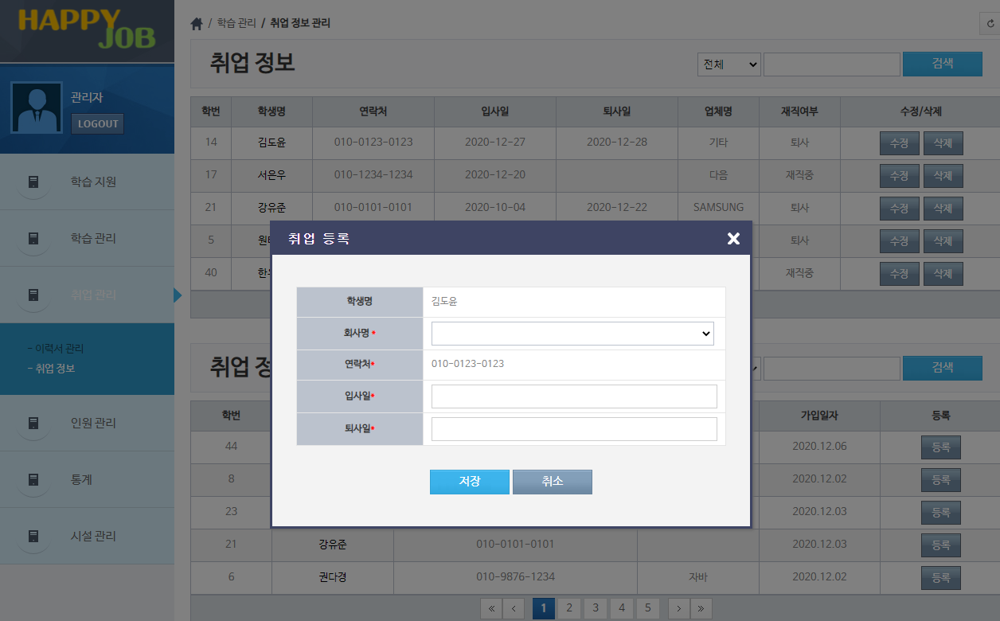 HAPPY
JOB
관리자
LOGOUT
학습 지원
학습 관리
취업 관리
- 이력서 관리
- 취업 정보
인원 관리
통계
시설 관리
/ 학습 관리 / 취업 정보 관리
취업 정보
전체
검색
학번 학생명 연락처 입사일 퇴사일 업체명 재직여부 수정/삭제
14 김도윤 010-0123-0123 2020-12-27 2020-12-28 기타 퇴사 수정 삭제
17 서은우 010-1234-1234 2020-12-20 다음 재직중 수정 삭제
21 강유준 010-0101-0101 2020-10-04 2020-12-22 SAMSUNG 퇴사 수정 삭제
5 퇴사 수정 삭제
40 재직중 수정 삭제
취업 등록
학생명 김도윤
회사명 *
연락처* 010-0123-0123
입사일*
퇴사일*
저장 취소
취업
검색
학번 가입일자 등록
44 2020.12.06 등록
8 2020.12.02 등록
23 2020.12.03 등록
21 강유준 010-0101-0101 2020.12.03 등록
6 권다경 010-9876-1234 자바 2020.12.02 등록
« ‹ 1 2 3 4 5 › »